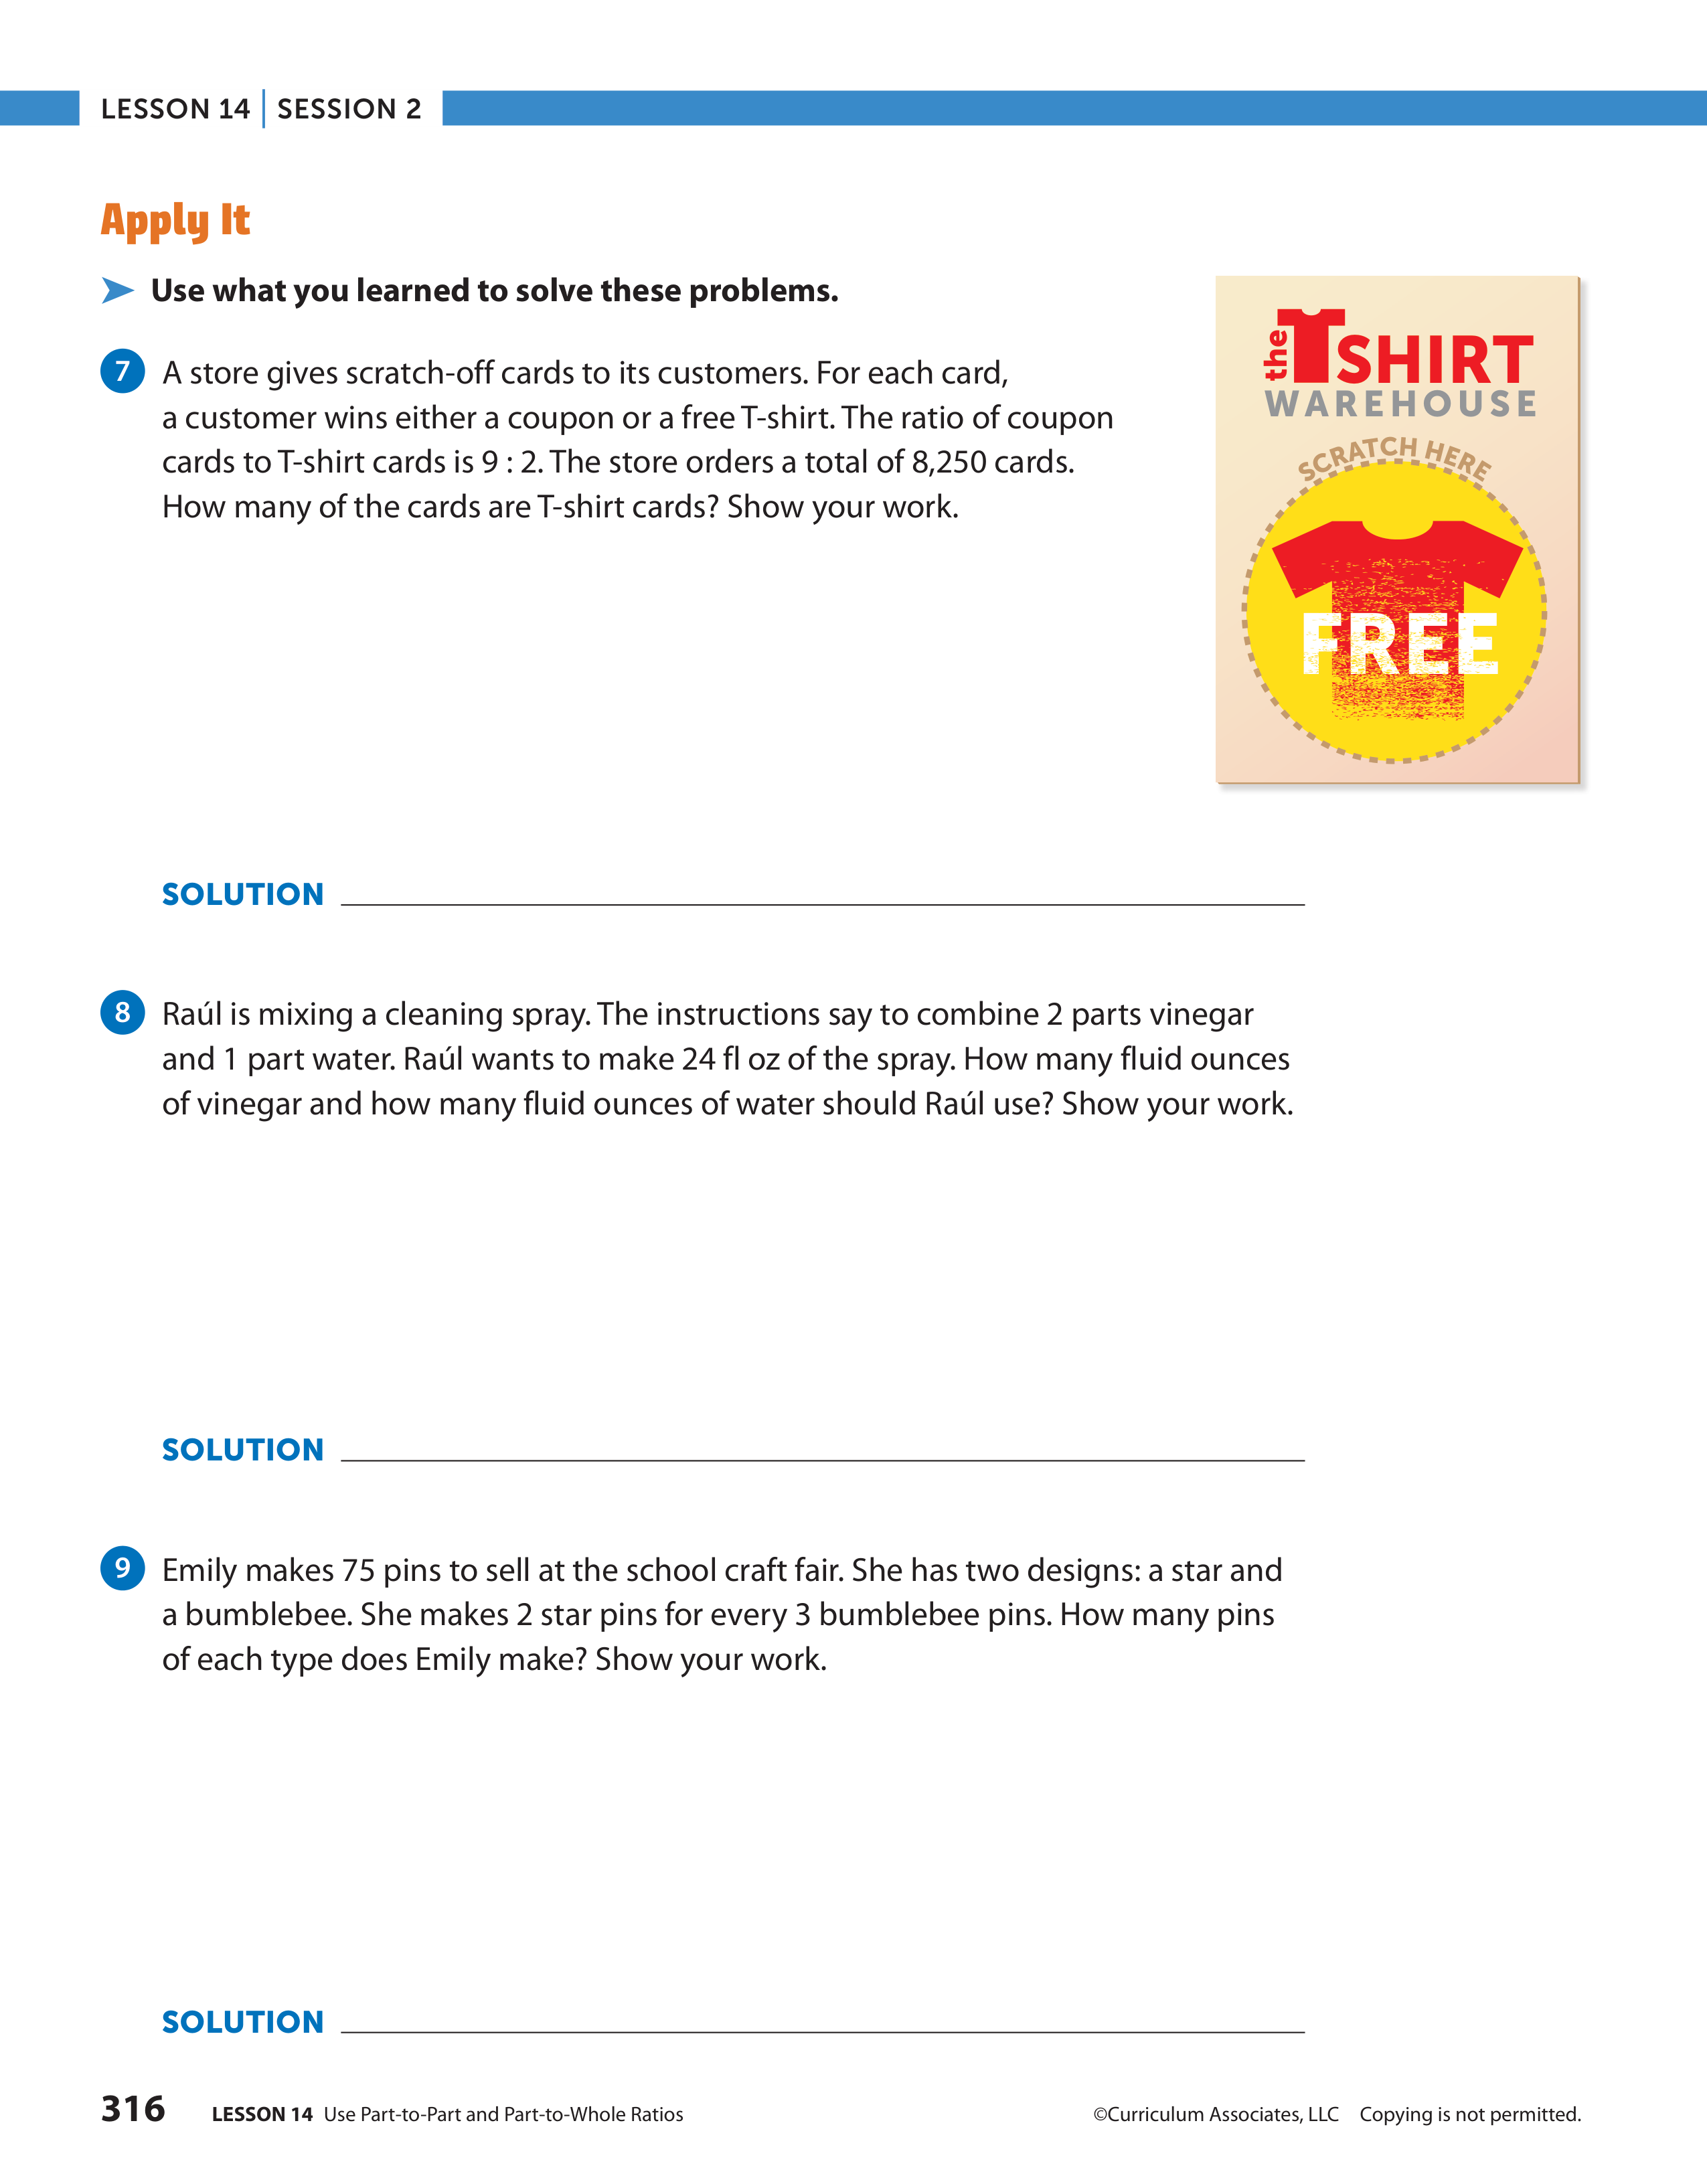 LESSON 14 | SESSION 2
Apply It
Use what you learned to solve these problems.
7 A store gives scratch-off cards to its customers. For each card,
a customer wins either a coupon or a free T-shirt. The ratio of coupon
cards to T-shirt cards is 9 : 2. The store orders a total of 8,250 cards.
How many of the cards are T-shirt cards? Show your work.
the TSHIRT
WAREHOUSE
SCRATCH HERE
FREE
SOLUTION
8 Raúl is mixing a cleaning spray. The instructions say to combine 2 parts vinegar
and 1 part water. Raúl wants to make 24 fl oz of the spray. How many fluid ounces
of vinegar and how many fluid ounces of water should Raúl use? Show your work.
SOLUTION
9 Emily makes 75 pins to sell at the school craft fair. She has two designs: a star and
a bumblebee. She makes 2 star pins for every 3 bumblebee pins. How many pins
of each type does Emily make? Show your work.
SOLUTION
316 LESSON 14 Use Part-to-Part and Part-to-Whole Ratios ©Curriculum Associates, LLC Copying is not permitted.